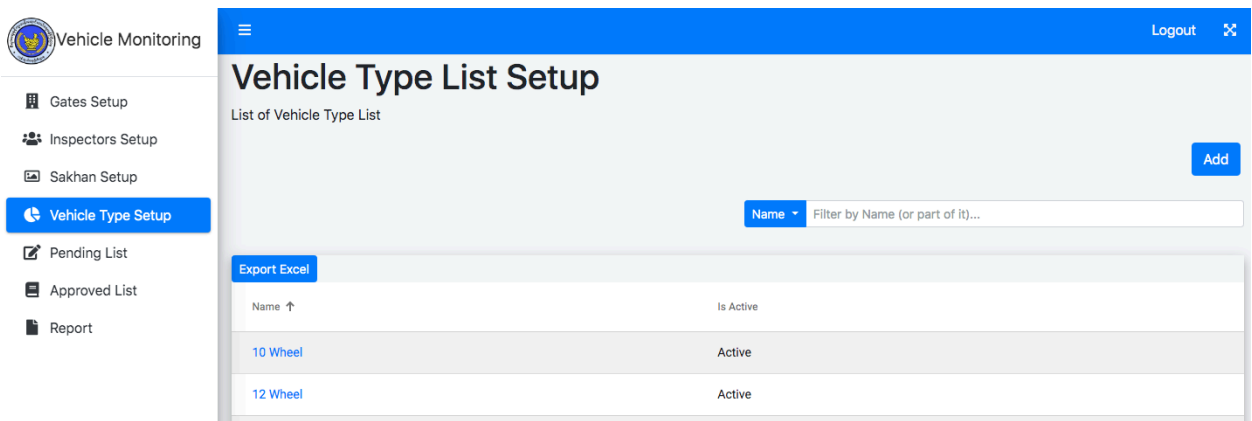 Vehicle Monitoring
Gates Setup
Inspectors Setup
Sakhan Setup
Vehicle Type Setup
Pending List
Approved List
Report
Logout
Vehicle Type List Setup
List of Vehicle Type List
Add
Name
Filter by Name (or part of it)...
Export Excel
Name Is Active
10 Wheel Active
12 Wheel Active